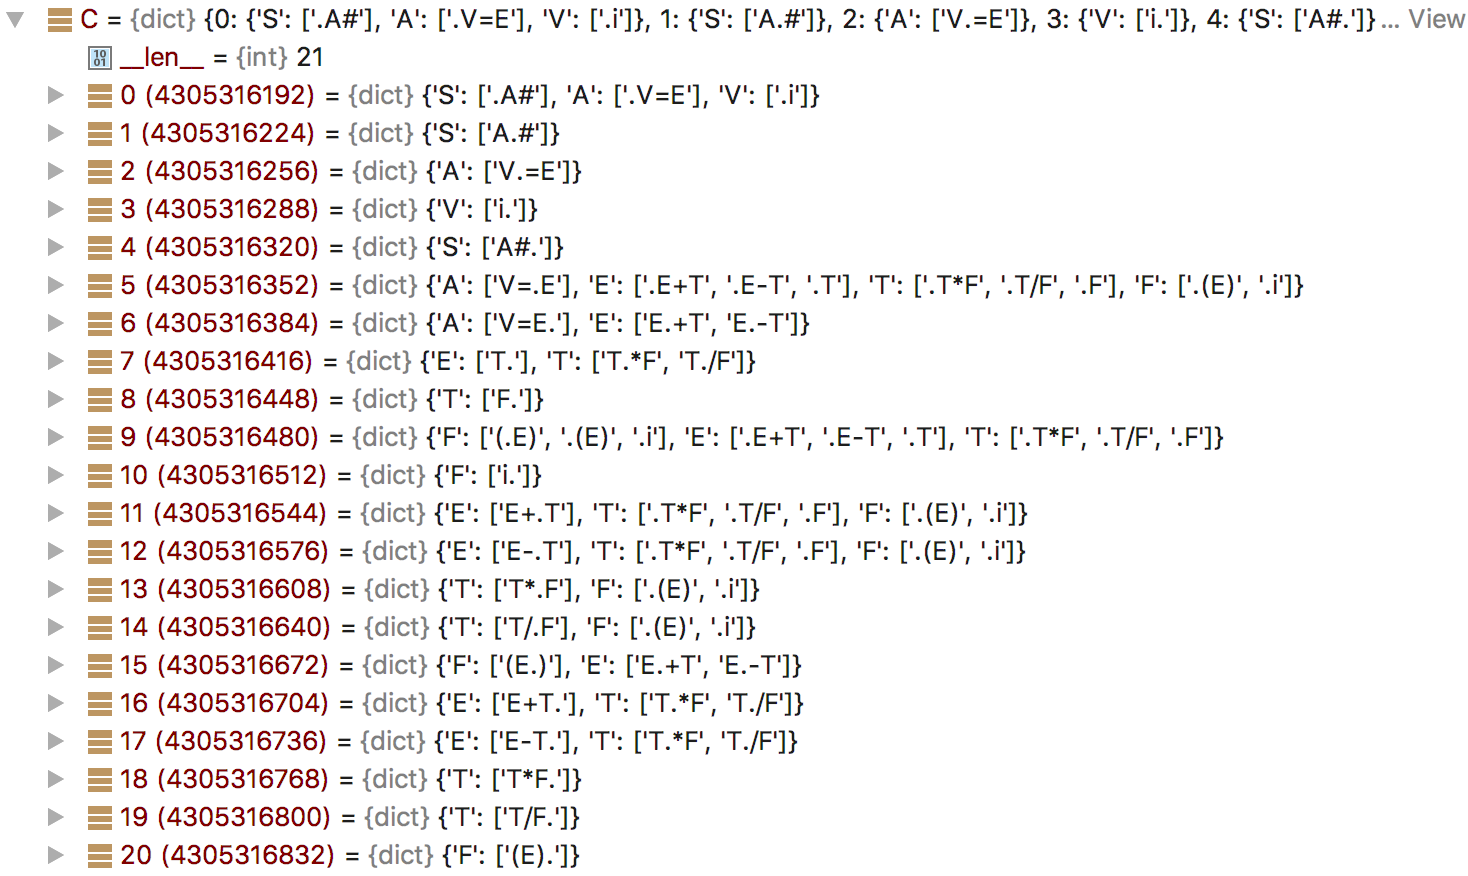 C = {dict} {0: {'S': ['.A#'], 'A': ['.V=E'], 'V': ['.i']}, 1: {'S': ['A.#']}, 2: {'A': ['V.=E']}, 3: {'V': ['i.']}, 4: {'S': ['A#.']}... View
10 01 __len__ = {int} 21
0 (4305316192) = {dict} {'S': ['.A#'], 'A': ['.V=E'], 'V': ['.i']}
1 (4305316224) = {dict} {'S': ['A.#']}
2 (4305316256) = {dict} {'A': ['V.=E']}
3 (4305316288) = {dict} {'V': ['i.']}
4 (4305316320) = {dict} {'S': ['A#.']}
5 (4305316352) = {dict} {'A': ['V=.E'], 'E': ['.E+T', '.E-T', '.T'], 'T': ['.T*F', '.T/F', '.F'], 'F': ['.(E)', '.i']}
6 (4305316384) = {dict} {'A': ['V=E.'], 'E': ['E.+T', 'E.-T']}
7 (4305316416) = {dict} {'E': ['T.'], 'T': ['T.*F', 'T./F']}
8 (4305316448) = {dict} {'T': ['F.']}
9 (4305316480) = {dict} {'F': ['(.E)', '.(E)', '.i'], 'E': ['.E+T', '.E-T', '.T'], 'T': ['.T*F', '.T/F', '.F']}
10 (4305316512) = {dict} {'F': ['i.']}
11 (4305316544) = {dict} {'E': ['E+.T'], 'T': ['.T*F', '.T/F', '.F'], 'F': ['.(E)', '.i']}
12 (4305316576) = {dict} {'E': ['E-.T'], 'T': ['.T*F', '.T/F', '.F'], 'F': ['.(E)', '.i']}
13 (4305316608) = {dict} {'T': ['T*.F'], 'F': ['.(E)', '.i']}
14 (4305316640) = {dict} {'T': ['T/.F'], 'F': ['.(E)', '.i']}
15 (4305316672) = {dict} {'F': ['(E.)'], 'E': ['E.+T', 'E.-T']}
16 (4305316704) = {dict} {'E': ['E+T.'], 'T': ['T.*F', 'T./F']}
17 (4305316736) = {dict} {'E': ['E-T.'], 'T': ['T.*F', 'T./F']}
18 (4305316768) = {dict} {'T': ['T*F.']}
19 (4305316800) = {dict} {'T': ['T/F.']}
20 (4305316832) = {dict} {'F': ['(E).']}